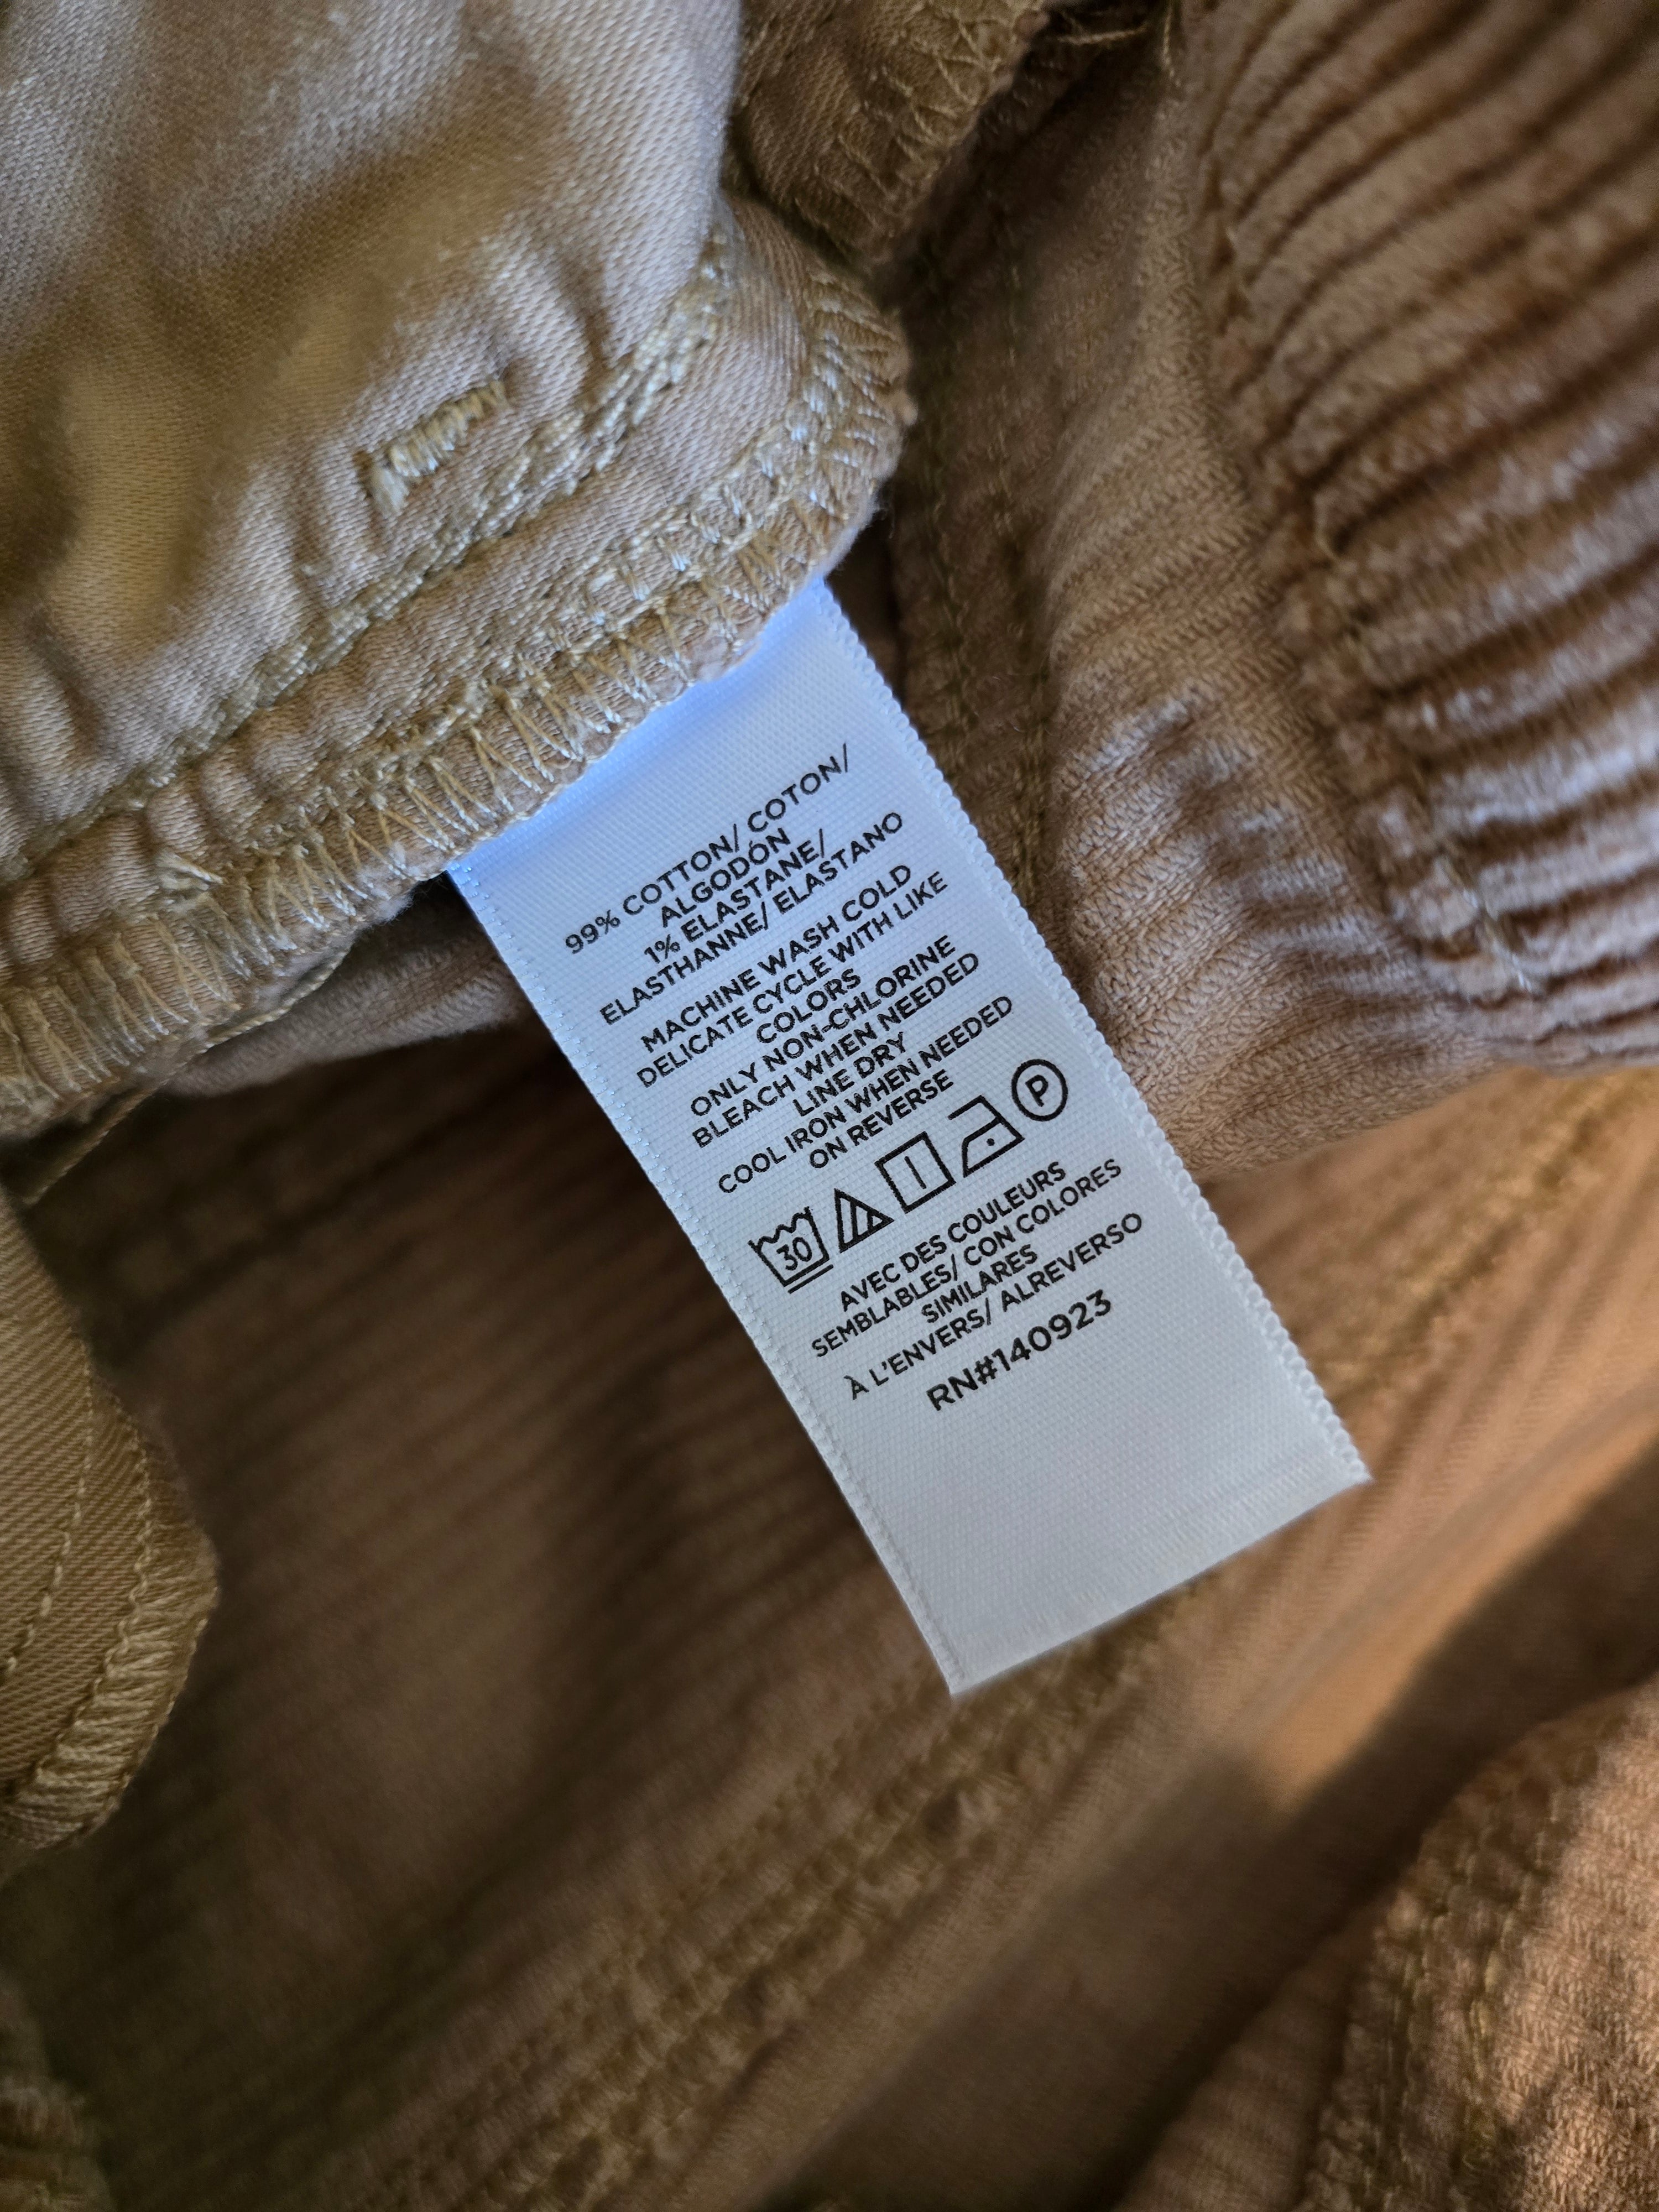 99% COTTON/ COTON/
ALGODÓN
1% ELASTANE/
ELASTHANNE/ ELASTANO
MACHINE WASH COLD
DELICATE CYCLE WITH LIKE
COLORS
ONLY NON-CHLORINE
BLEACH WHEN NEEDED
LINE DRY
COOL IRON WHEN NEEDED
ON REVERSE
30 P
AVEC DES COULEURS
SEMBLABLES/ CON COLORES
SIMILARES
À L'ENVERS/ ALREVERSO
RN#140923